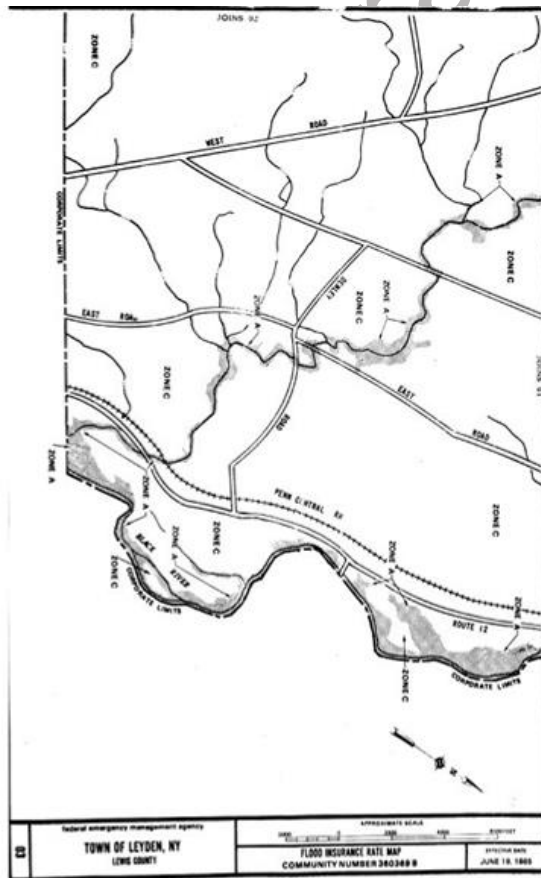 JOINS 02
ZONE C
WEST ROAD
ZONE A
ZONE C
CORPORATE LIMITS
DENLEY
ZONE C
ZONE A
ZONE A
EAST ROAD
ZONE C
EAST ROAD
ROAD
ZONE A
PENN CENTRAL RR
ZONE C
ZONE A
ZONE A
ZONE C
BLACK RIVER
ZONE C
CORPORATE LIMITS
ZONE A
ZONE A
ROUTE 12
ZONE C
CORPORATE LIMITS
N
03
federal emergency management agency
TOWN OF LEYDEN, NY
LEWIS COUNTY
APPROXIMATE SCALE
FLOOD INSURANCE RATE MAP
COMMUNITY NUMBER 360369 B
EFFECTIVE DATE
JUNE 19, 1985